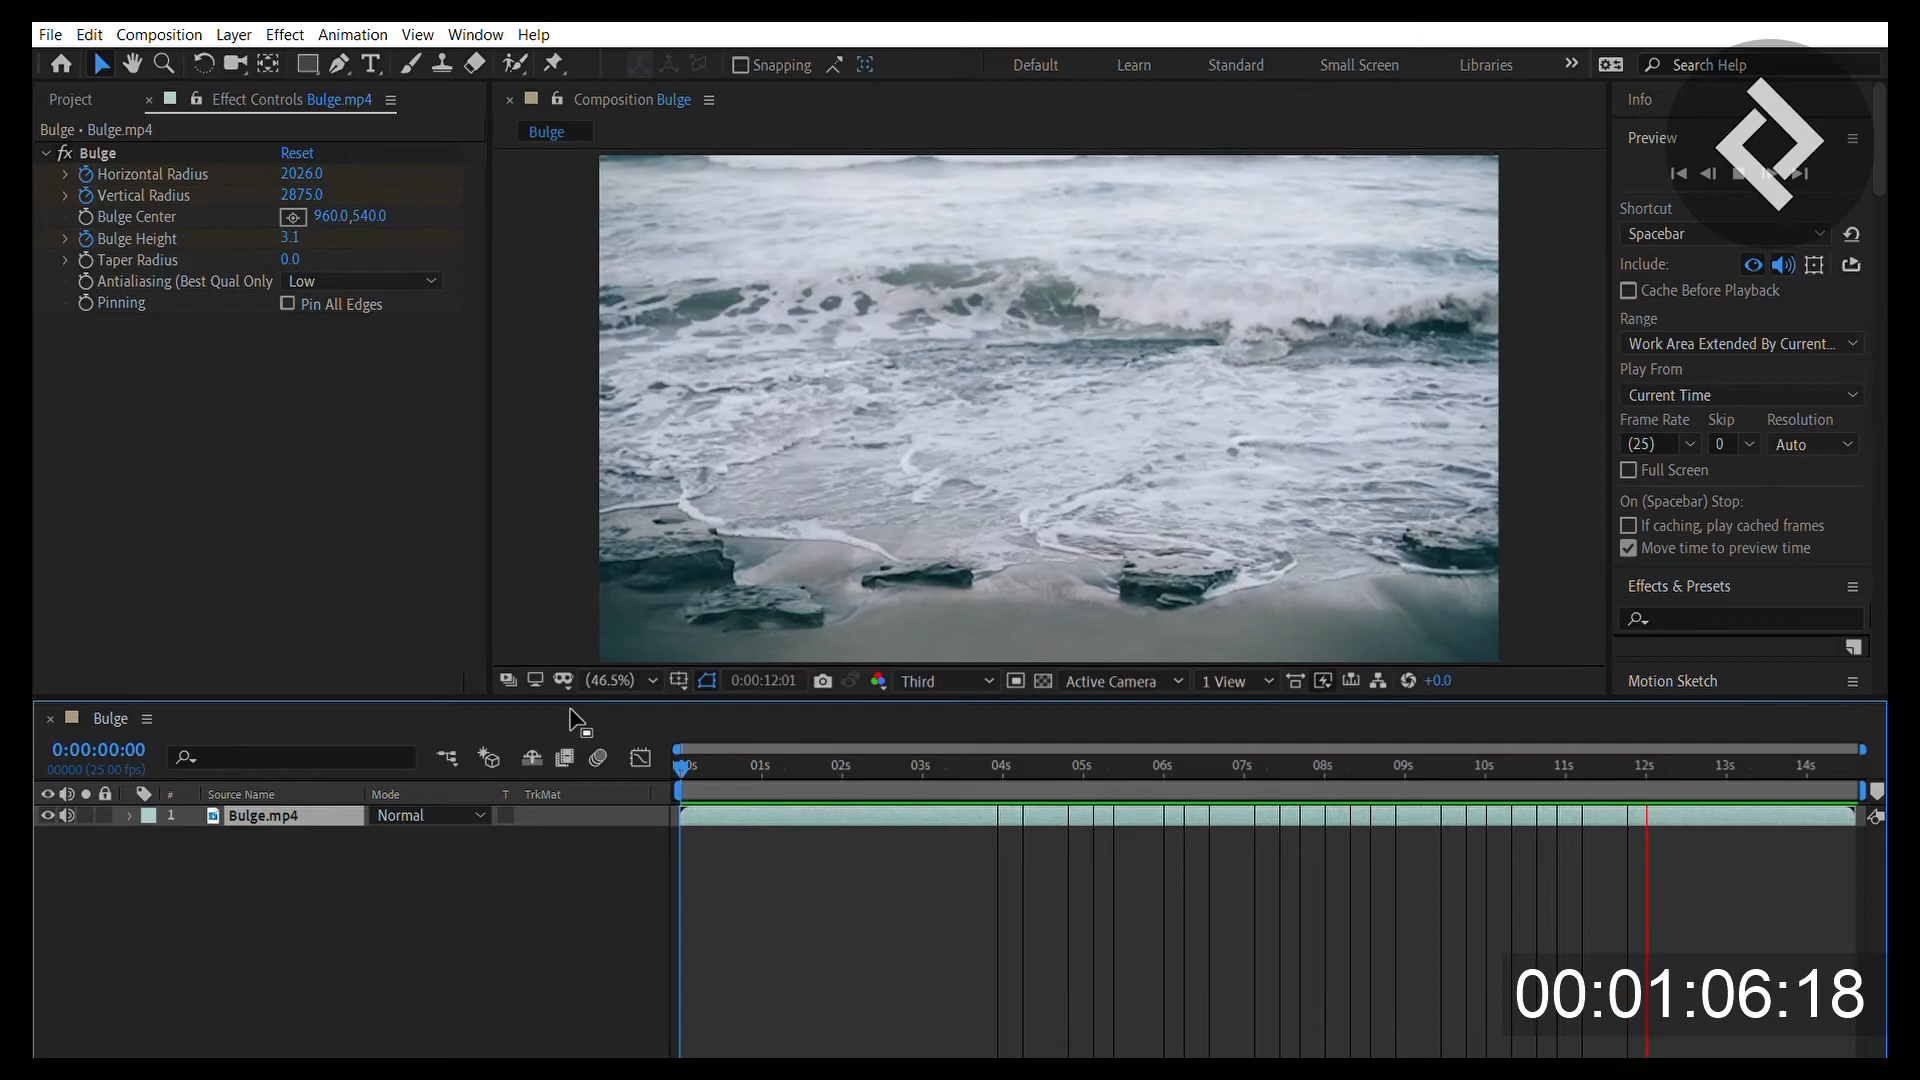 File Edit Composition Layer Effect Animation View Window Help
Snapping Default Learn Standard Small Screen Libraries Search Help
Project Effect Controls Bulge.mp4
Bulge • Bulge.mp4
fx Bulge Reset
Horizontal Radius 2026.0
Vertical Radius 2875.0
Bulge Center 960.0,540.0
Bulge Height 3.1
Taper Radius 0.0
Antialiasing (Best Qual Only Low
Pinning Pin All Edges
Composition Bulge
Bulge
(46.5%) 0:00:12:01 Third Active Camera 1 View +0.0
Info
Preview
Shortcut
Spacebar
Include:
Cache Before Playback
Range
Work Area Extended By Current...
Play From
Current Time
Frame Rate Skip Resolution
(25) 0 Auto
Full Screen
On (Spacebar) Stop:
If caching, play cached frames
Move time to preview time
Effects & Presets
Motion Sketch
Bulge
0:00:00:00
00000 (25.00 fps)
0s 01s 02s 03s 04s 05s 06s 07s 08s 09s 10s 11s 12s 13s 14s
# Source Name Mode T TrkMat
1 Bulge.mp4 Normal
00:01:06:18